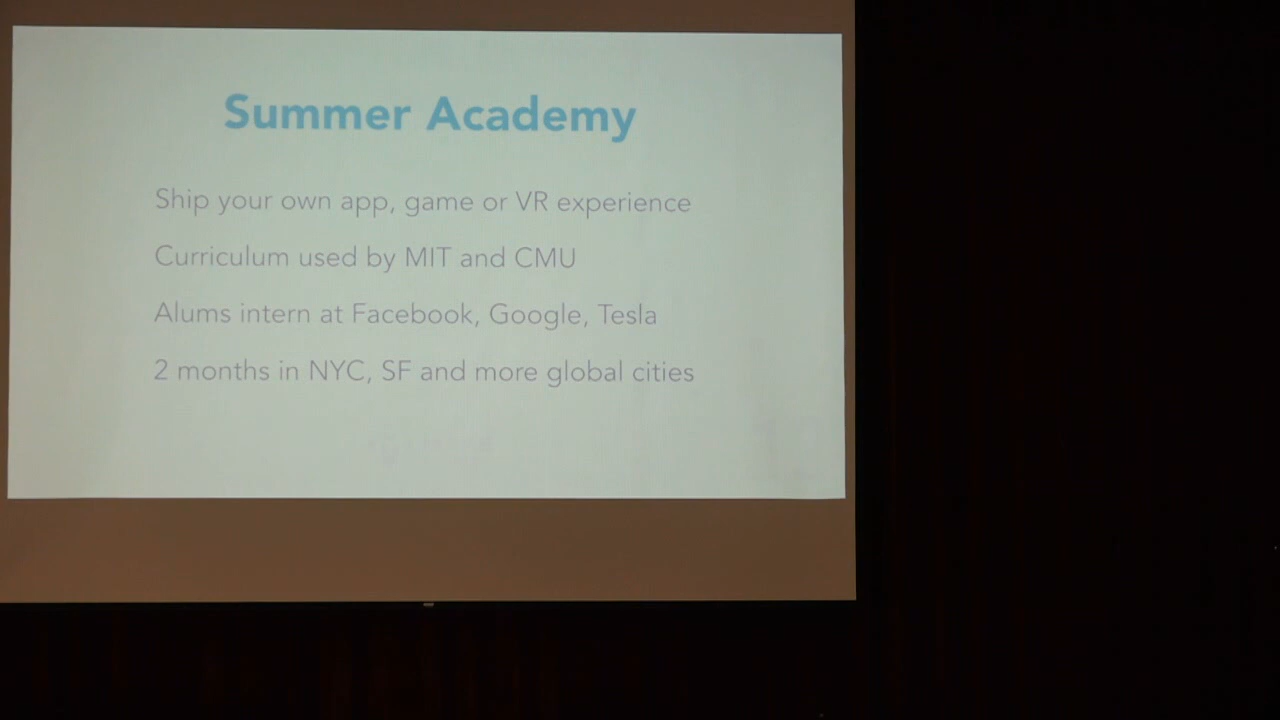 Summer Academy
Ship your own app, game or VR experience
Curriculum used by MIT and CMU
Alums intern at Facebook, Google, Tesla
2 months in NYC, SF and more global cities